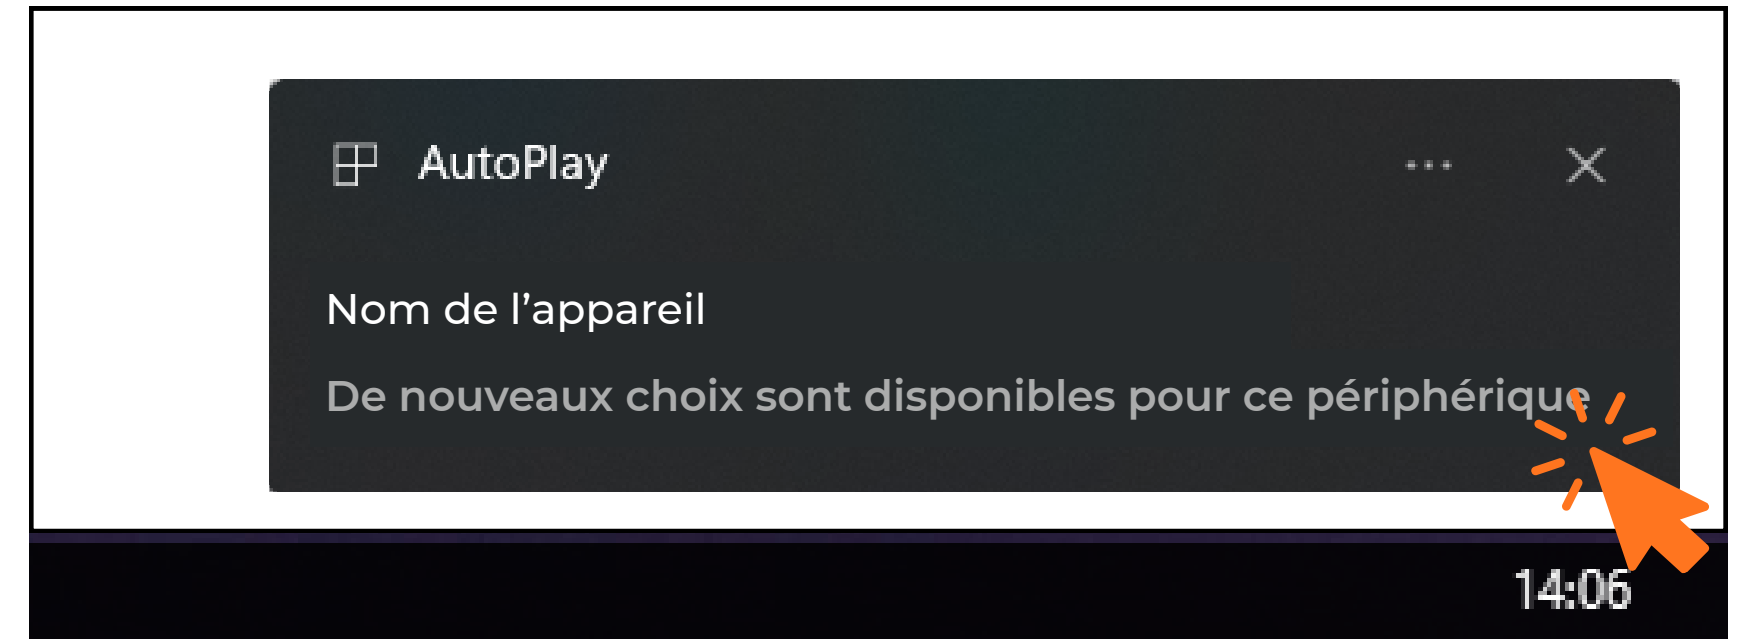 AutoPlay
Nom de l’appareil
De nouveaux choix sont disponibles pour ce périphérique
14:06